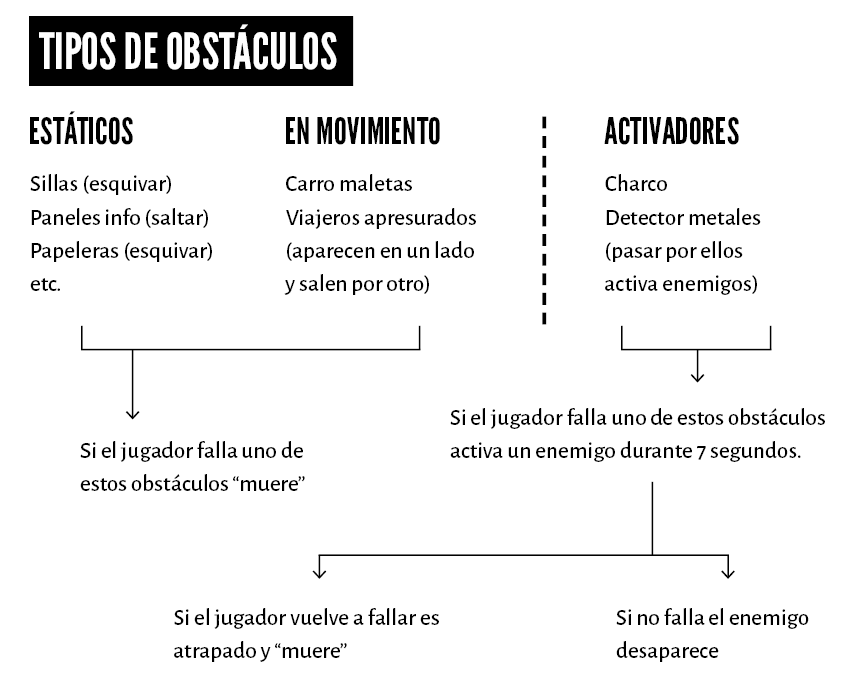 TIPOS DE OBSTÁCULOS
ESTÁTICOS
Sillas (esquivar)
Paneles info (saltar)
Papeleras (esquivar)
etc.
EN MOVIMIENTO
Carro maletas
Viajeros apresurados
(aparecen en un lado
y salen por otro)
ACTIVADORES
Charco
Detector metales
(pasar por ellos
activa enemigos)
Si el jugador falla uno de
estos obstáculos “muere”
Si el jugador falla uno de estos obstáculos
activa un enemigo durante 7 segundos.
Si el jugador vuelve a fallar es
atrapado y “muere”
Si no falla el enemigo
desaparece